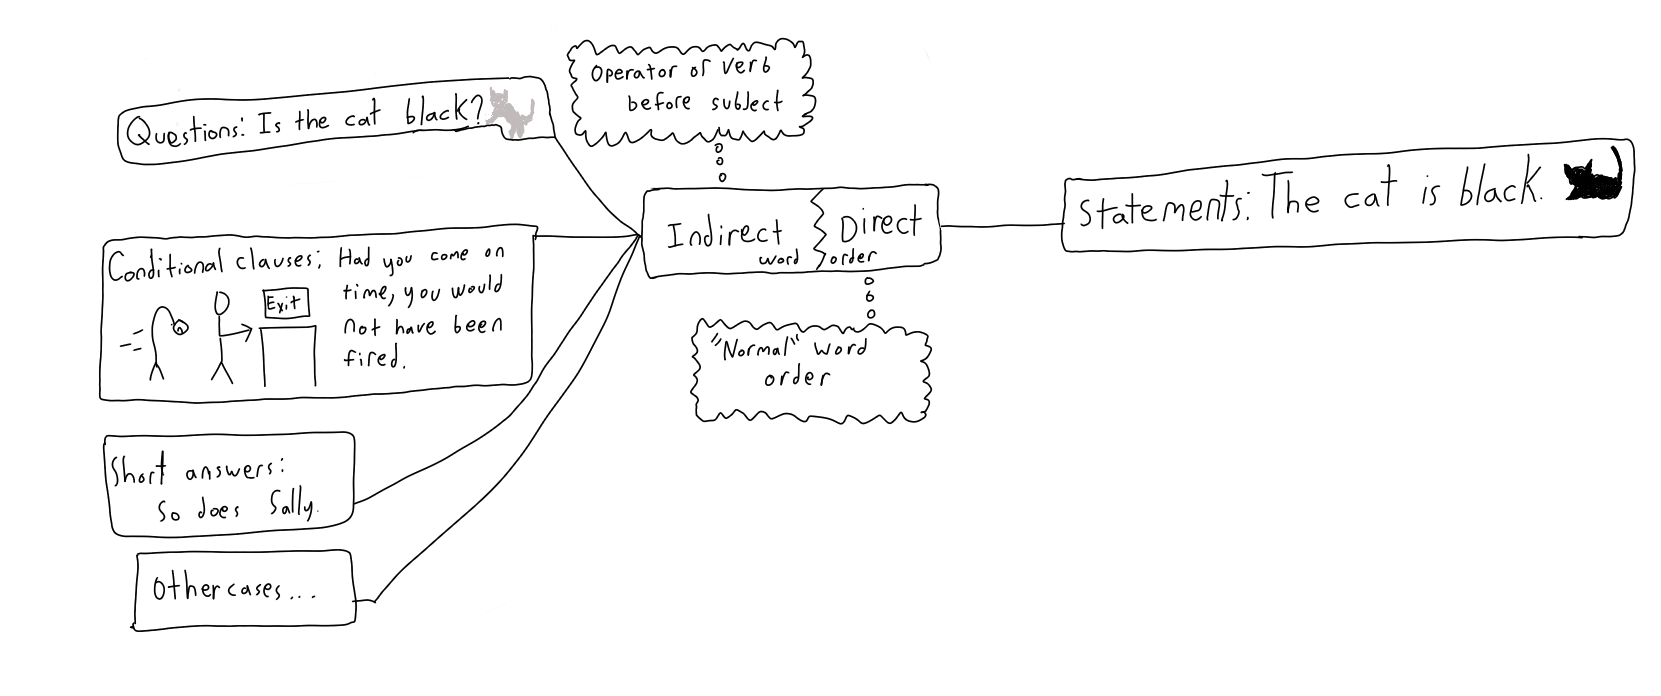 Operator or verb
before subject
Questions: Is the cat black?
Statements: The cat is black.
Indirect Direct
word order
Conditional clauses: Had you come on
time, you would
not have been
fired.
Exit
"Normal" word
order
Short answers:
So does Sally.
Other cases...